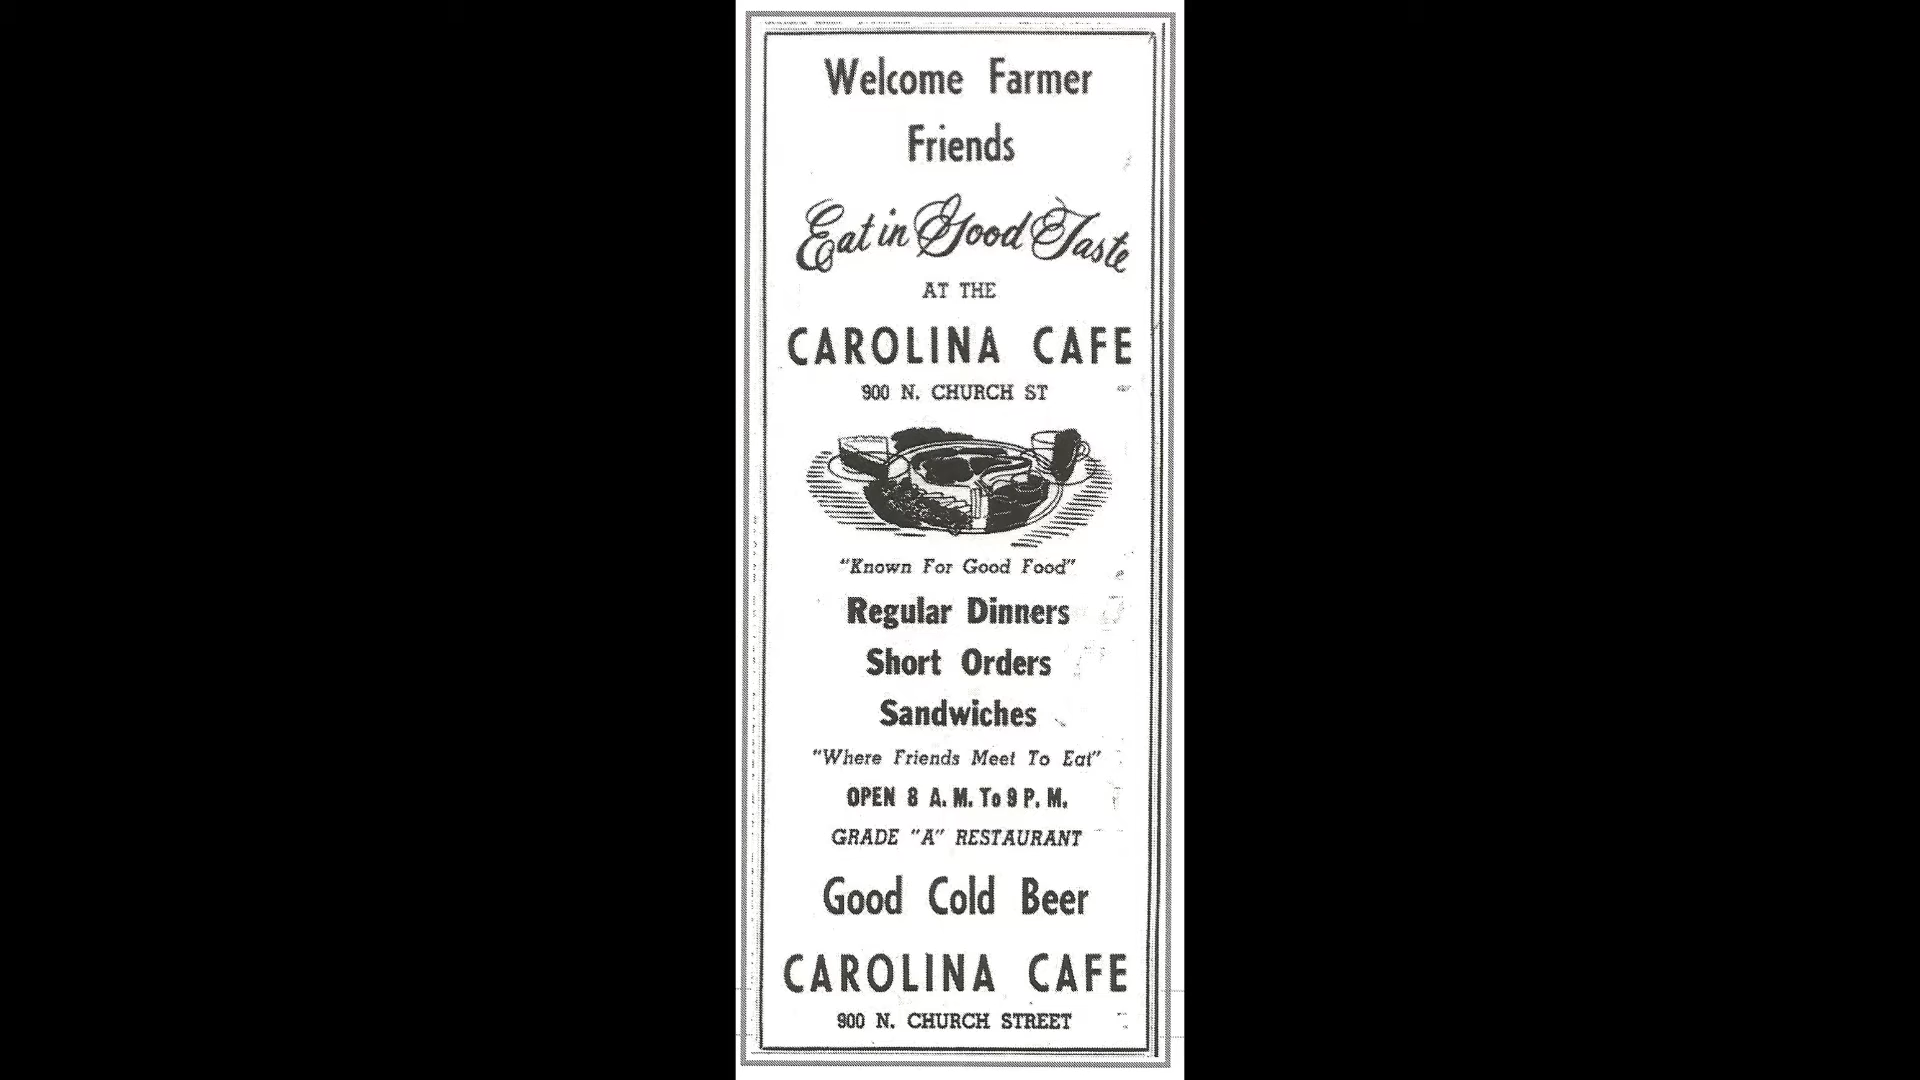 Welcome Farmer
Friends
Eat in Good Taste
AT THE
CAROLINA CAFE
900 N. CHURCH ST
"Known For Good Food"
Regular Dinners
Short Orders
Sandwiches
"Where Friends Meet To Eat"
OPEN 8 A. M. To 9 P. M.
GRADE "A" RESTAURANT
Good Cold Beer
CAROLINA CAFE
900 N. CHURCH STREET